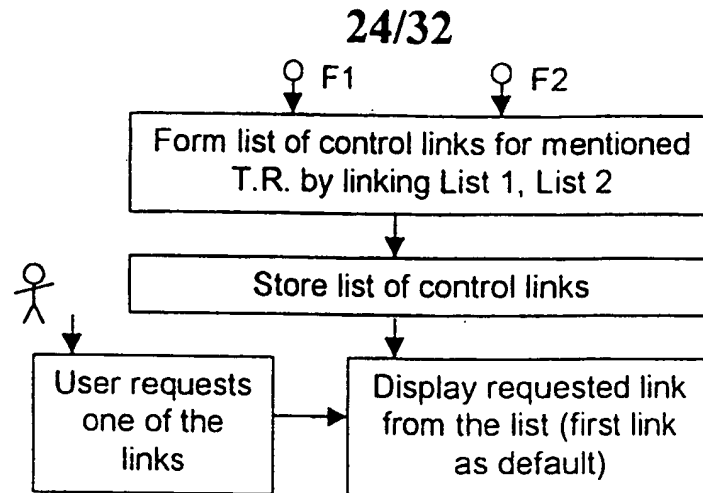 24/32
F1 F2
Form list of control links for mentioned
T.R. by linking List 1, List 2
Store list of control links
User requests
one of the
links
Display requested link
from the list (first link
as default)